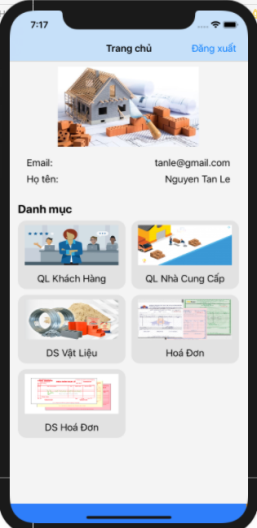 7:17
Trang chủ
Đăng xuất
Email: tanle@gmail.com
Họ tên: Nguyen Tan Le
Danh mục
QL Khách Hàng
QL Nhà Cung Cấp
DS Vật Liệu
Hoá Đơn
DS Hoá Đơn